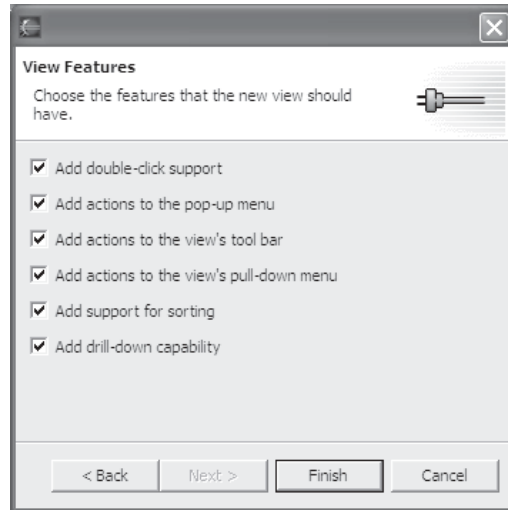 View Features
Choose the features that the new view should
have.
Add double-click support
Add actions to the pop-up menu
Add actions to the view's tool bar
Add actions to the view's pull-down menu
Add support for sorting
Add drill-down capability
< Back
Next >
Finish
Cancel